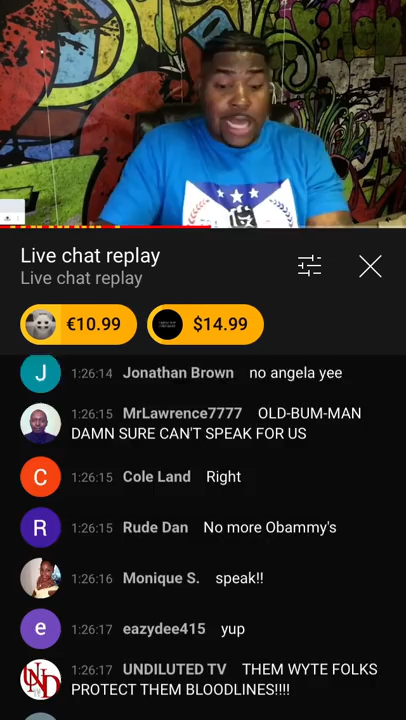 Live chat replay
Live chat replay
€10.99 $14.99
J 1:26:14 Jonathan Brown no angela yee
1:26:15 MrLawrence7777 OLD-BUM-MAN
DAMN SURE CAN'T SPEAK FOR US
C 1:26:15 Cole Land Right
R 1:26:15 Rude Dan No more Obammy's
1:26:16 Monique S. speak!!
e 1:26:17 eazydee415 yup
UND 1:26:17 UNDILUTED TV THEM WYTE FOLKS
PROTECT THEM BLOODLINES!!!!